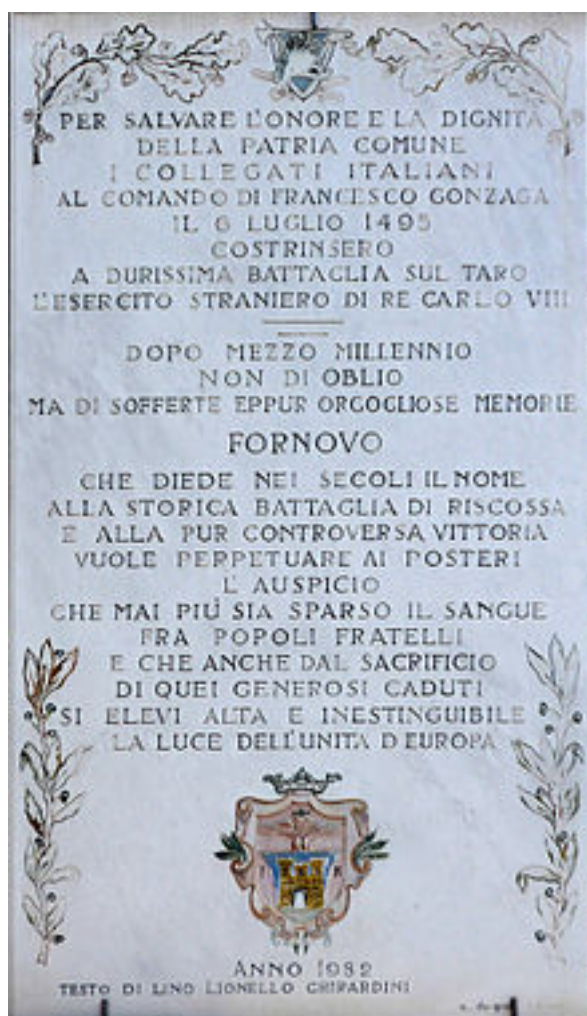 PER SALVARE L'ONORE E LA DIGNITÀ
DELLA PATRIA COMUNE
I COLLEGATI ITALIANI
AL COMANDO DI FRANCESCO GONZAGA
IL 6 LUGLIO 1495
COSTRINSERO
A DURISSIMA BATTAGLIA SUL TARO
L'ESERCITO STRANIERO DI RE CARLO VIII
DOPO MEZZO MILLENNIO
NON DI OBLIO
MA DI SOFFERTE EPPUR ORGOGLIOSE MEMORIE
FORNOVO
CHE DIEDE NEI SECOLI IL NOME
ALLA STORICA BATTAGLIA DI RISCOSSA
E ALLA PUR CONTROVERSA VITTORIA
VUOLE PERPETUARE AI POSTERI
L'AUSPICIO
CHE MAI PIÙ SIA SPARSO IL SANGUE
FRA POPOLI FRATELLI
E CHE ANCHE DAL SACRIFICIO
DI QUEI GENEROSI CADUTI
SI ELEVI ALTA E INESTINGUIBILE
LA LUCE DELL'UNITÀ D'EUROPA
ANNO 1982
TESTO DI LINO LIONELLO GHIRARDINI